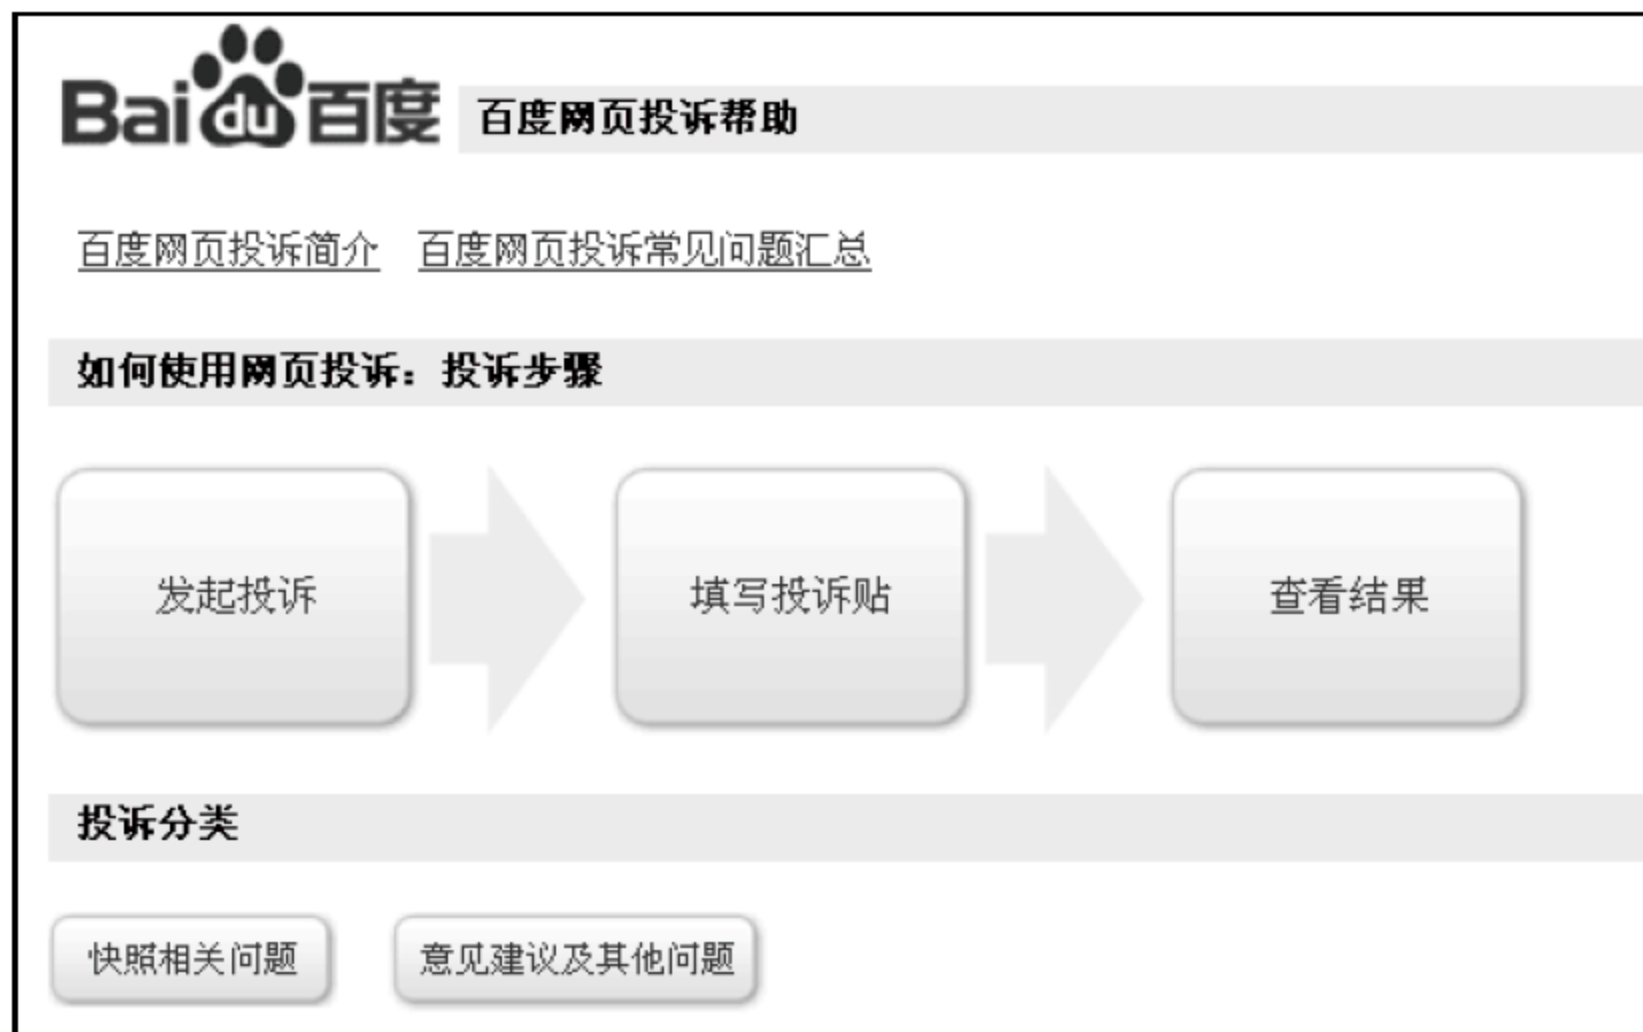 Baidu百度 百度网页投诉帮助
百度网页投诉简介 百度网页投诉常见问题汇总
如何使用网页投诉：投诉步骤
发起投诉 填写投诉贴 查看结果
投诉分类
快照相关问题 意见建议及其他问题